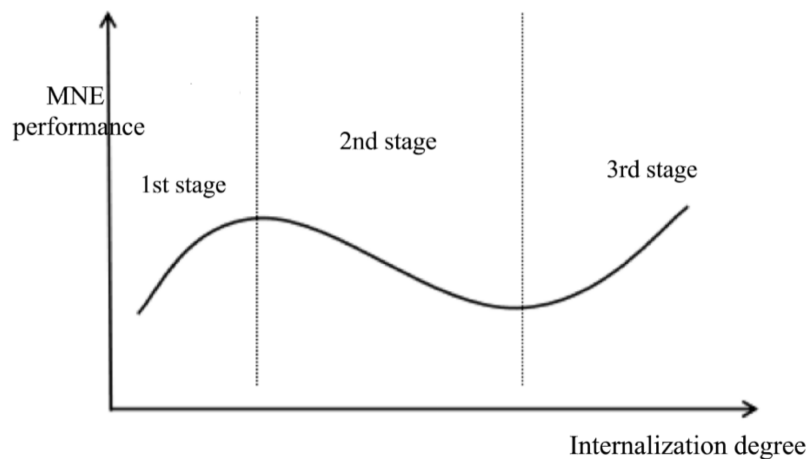 MNE
performance
1st stage
2nd stage
3rd stage
Internalization degree